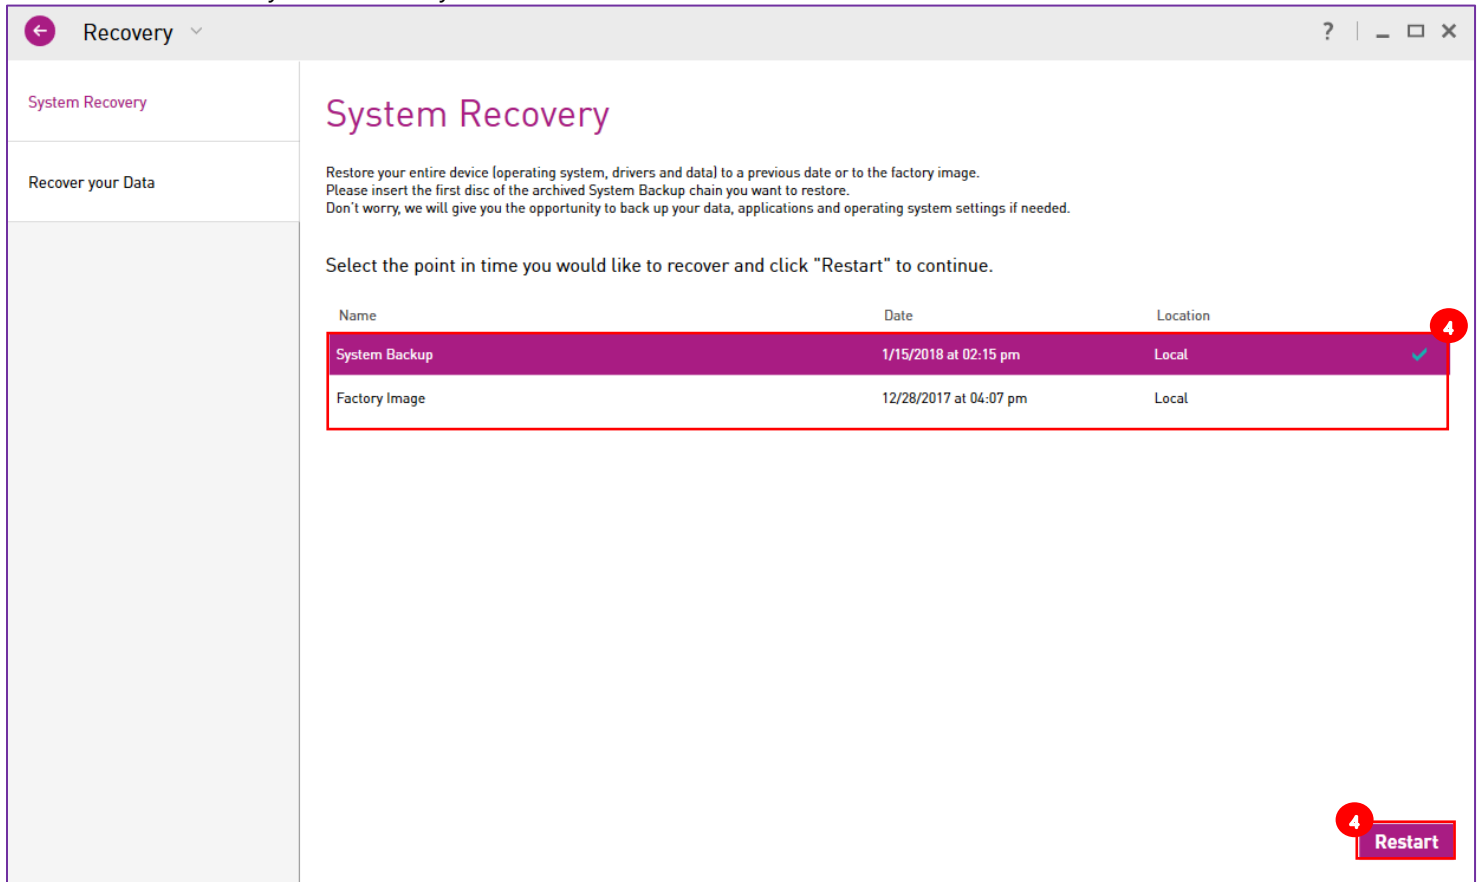 Recovery
?
System Recovery
Recover your Data
System Recovery
Restore your entire device (operating system, drivers and data) to a previous date or to the factory image.
Please insert the first disc of the archived System Backup chain you want to restore.
Don't worry, we will give you the opportunity to back up your data, applications and operating system settings if needed.
Select the point in time you would like to recover and click "Restart" to continue.
Name Date Location
4
System Backup 1/15/2018 at 02:15 pm Local
Factory Image 12/28/2017 at 04:07 pm Local
4
Restart